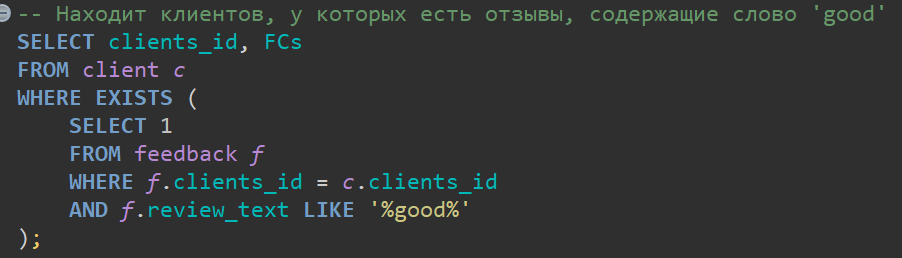 -- Находит клиентов, у которых есть отзывы, содержащие слово 'good'
SELECT clients_id, FCs
FROM client c
WHERE EXISTS (
    SELECT 1
    FROM feedback f
    WHERE f.clients_id = c.clients_id
    AND f.review_text LIKE '%good%'
);